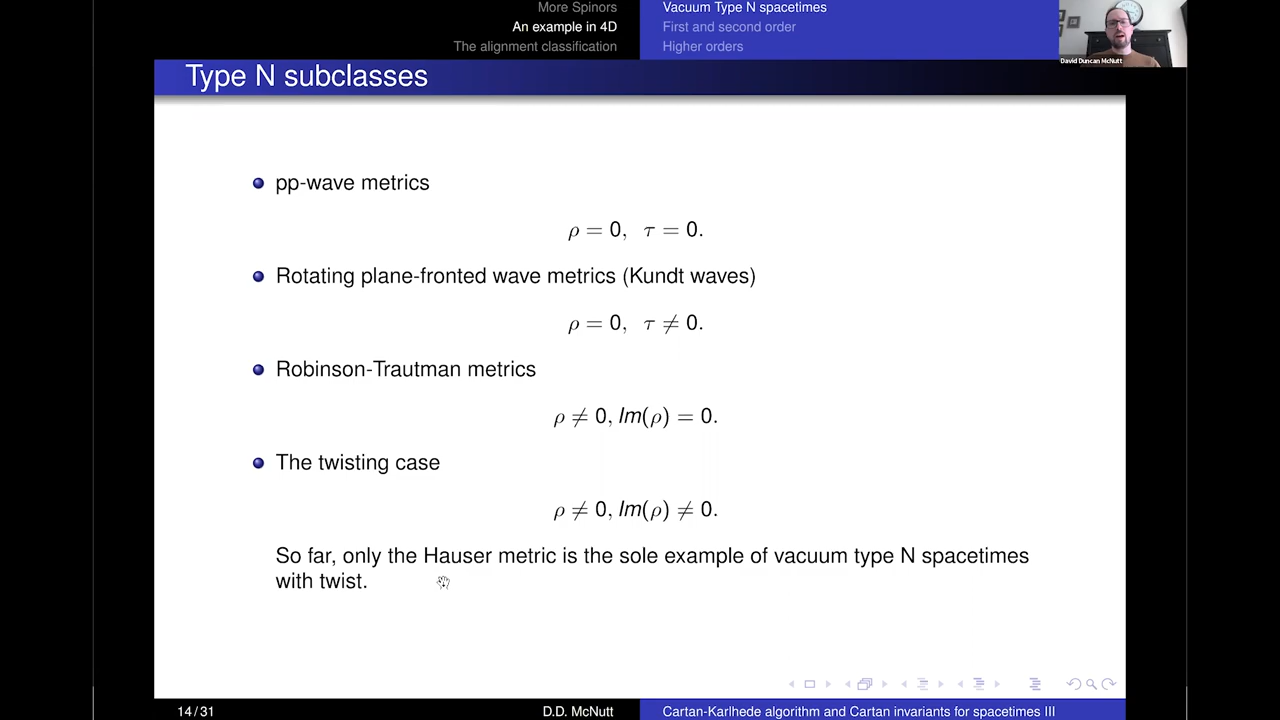 More Spinors
An example in 4D
The alignment classification
Vacuum Type N spacetimes
First and second order
Higher orders
David Duncan McNutt
Type N subclasses
pp-wave metrics
ρ = 0, τ = 0.
Rotating plane-fronted wave metrics (Kundt waves)
ρ = 0, τ ≠ 0.
Robinson-Trautman metrics
ρ ≠ 0, Im(ρ) = 0.
The twisting case
ρ ≠ 0, Im(ρ) ≠ 0.
So far, only the Hauser metric is the sole example of vacuum type N spacetimes
with twist.
14/31
D.D. McNutt
Cartan-Karlhede algorithm and Cartan invariants for spacetimes III